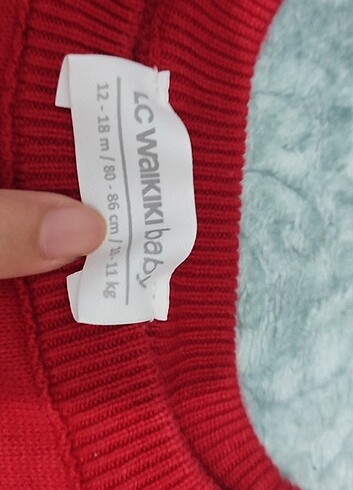 LC WAIKIKI baby
12 - 18 m / 80 - 86 cm / 11 kg